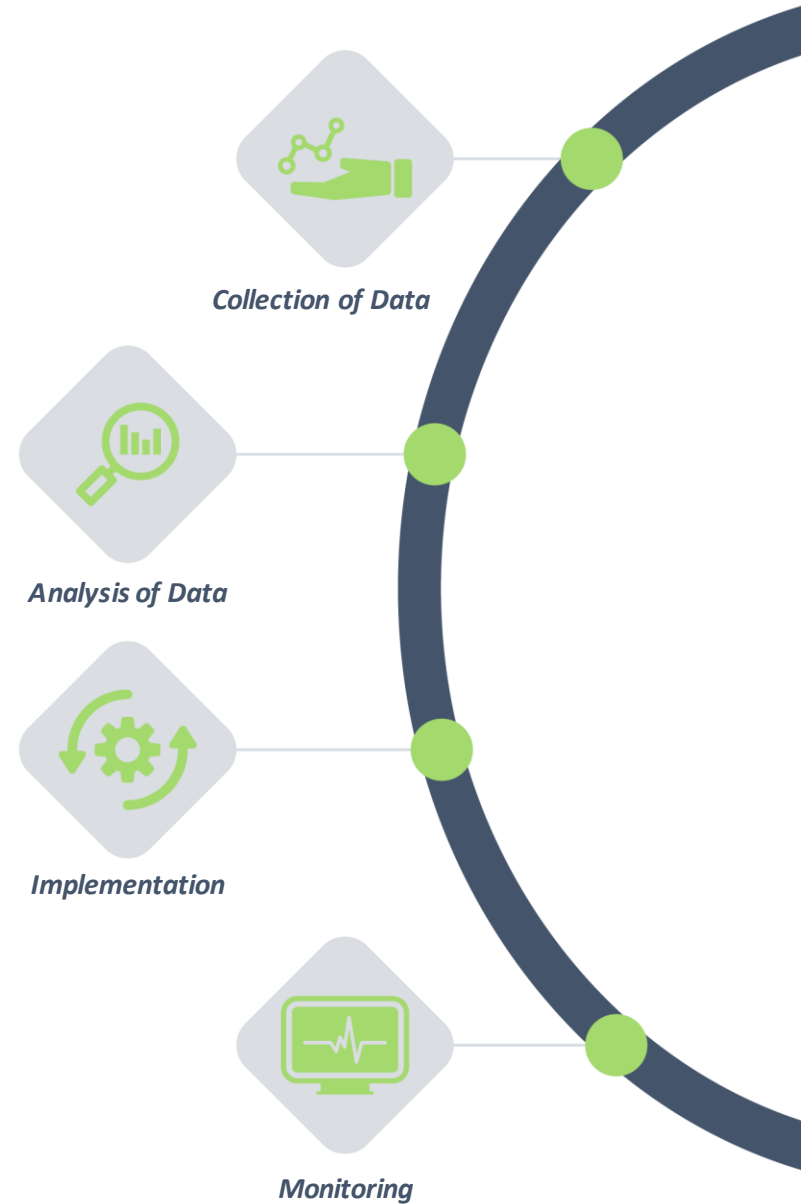 Collection of Data
Analysis of Data
Implementation
Monitoring